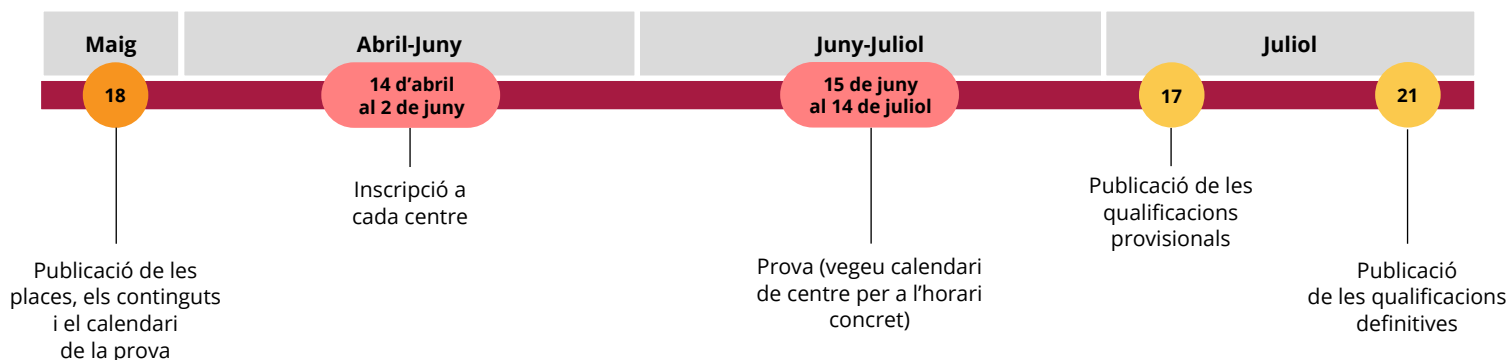 Maig
Abril-Juny
Juny-Juliol
Juliol
18
14 d’abril
al 2 de juny
15 de juny
al 14 de juliol
17
21
Publicació de les
places, els continguts
i el calendari
de la prova
Inscripció a
cada centre
Prova (vegeu calendari
de centre per a l’horari
concret)
Publicació de les
qualificacions
provisionals
Publicació
de les qualificacions
definitives